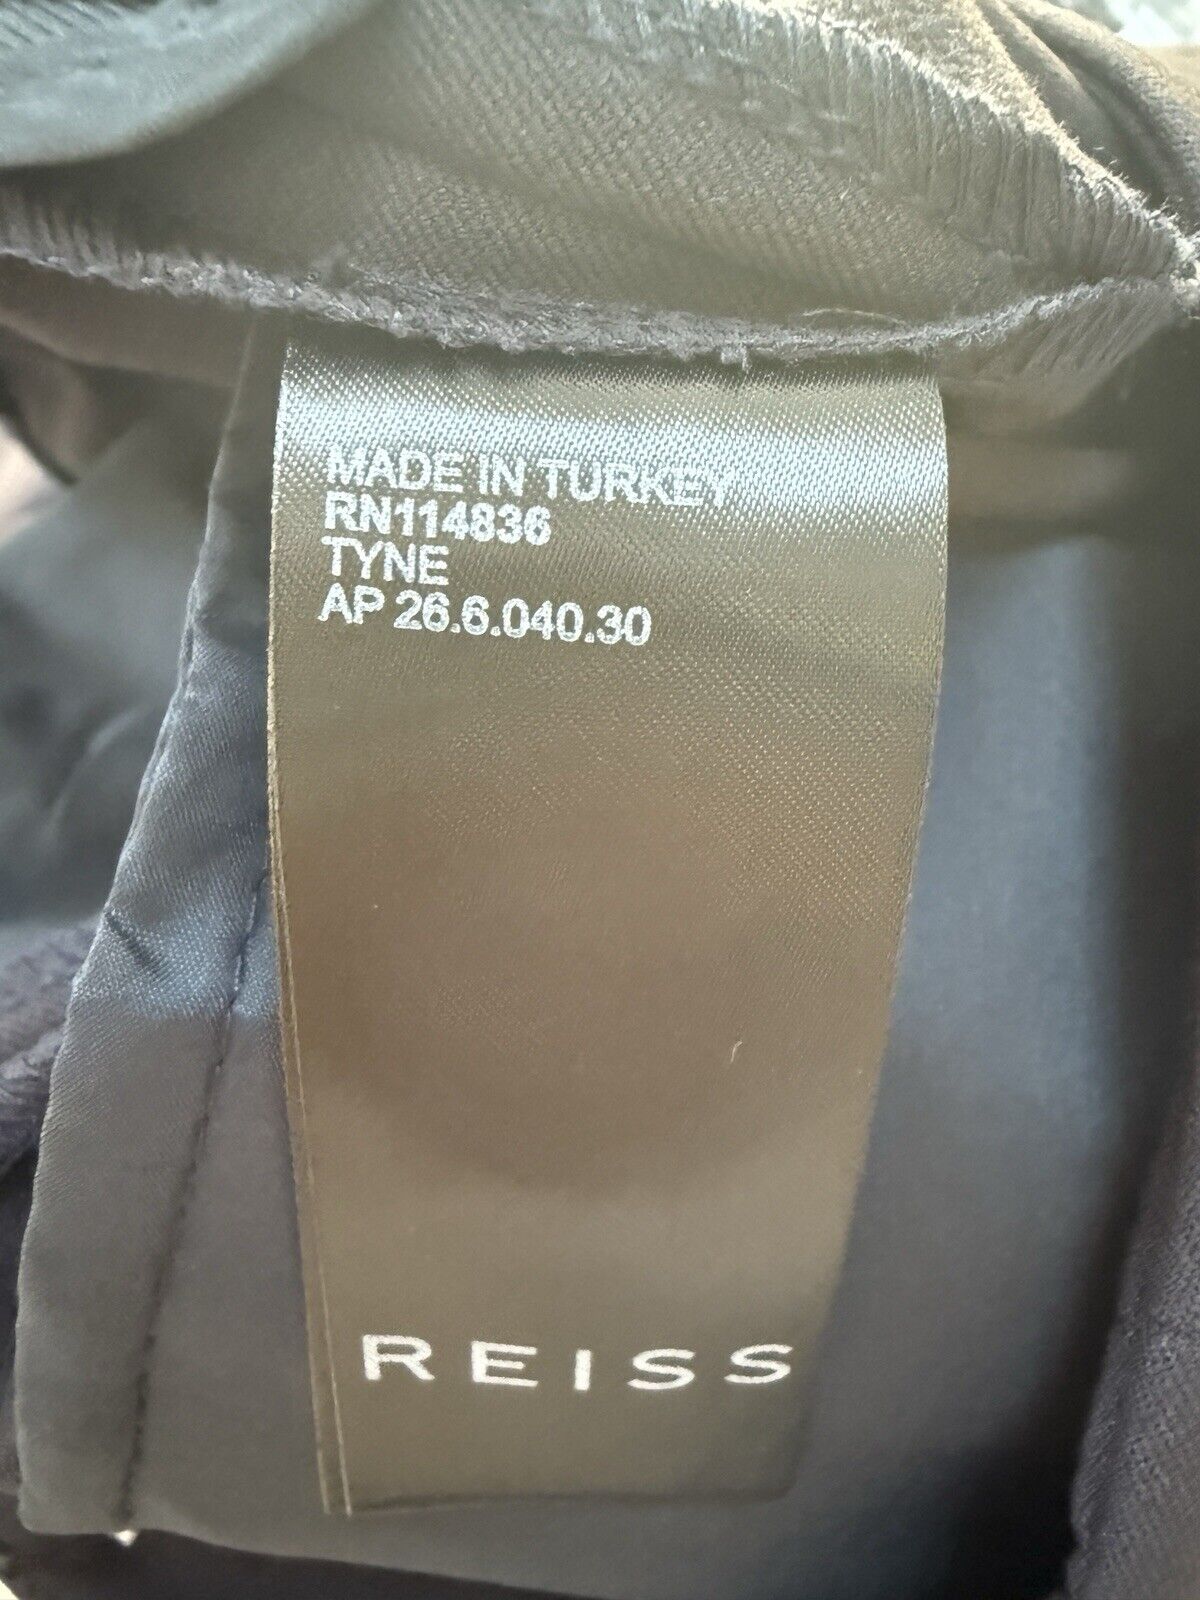 MADE IN TURKEY
RN114836
TYNE
AP 26.6.040.30
REISS